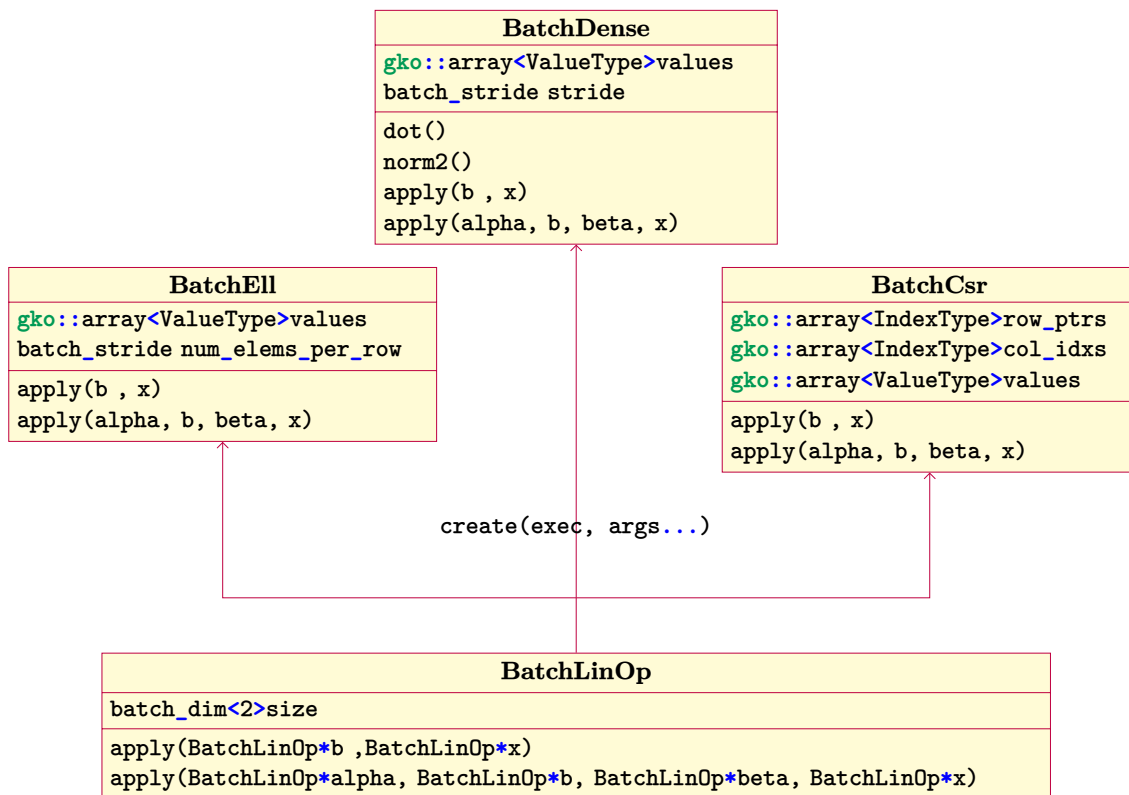 BatchDense
gko::array<ValueType>values
batch_stride stride
dot()
norm2()
apply(b , x)
apply(alpha, b, beta, x)
BatchEll
gko::array<ValueType>values
batch_stride num_elems_per_row
apply(b , x)
apply(alpha, b, beta, x)
BatchCsr
gko::array<IndexType>row_ptrs
gko::array<IndexType>col_idxs
gko::array<ValueType>values
apply(b , x)
apply(alpha, b, beta, x)
create(exec, args...)
BatchLinOp
batch_dim<2>size
apply(BatchLinOp*b ,BatchLinOp*x)
apply(BatchLinOp*alpha, BatchLinOp*b, BatchLinOp*beta, BatchLinOp*x)